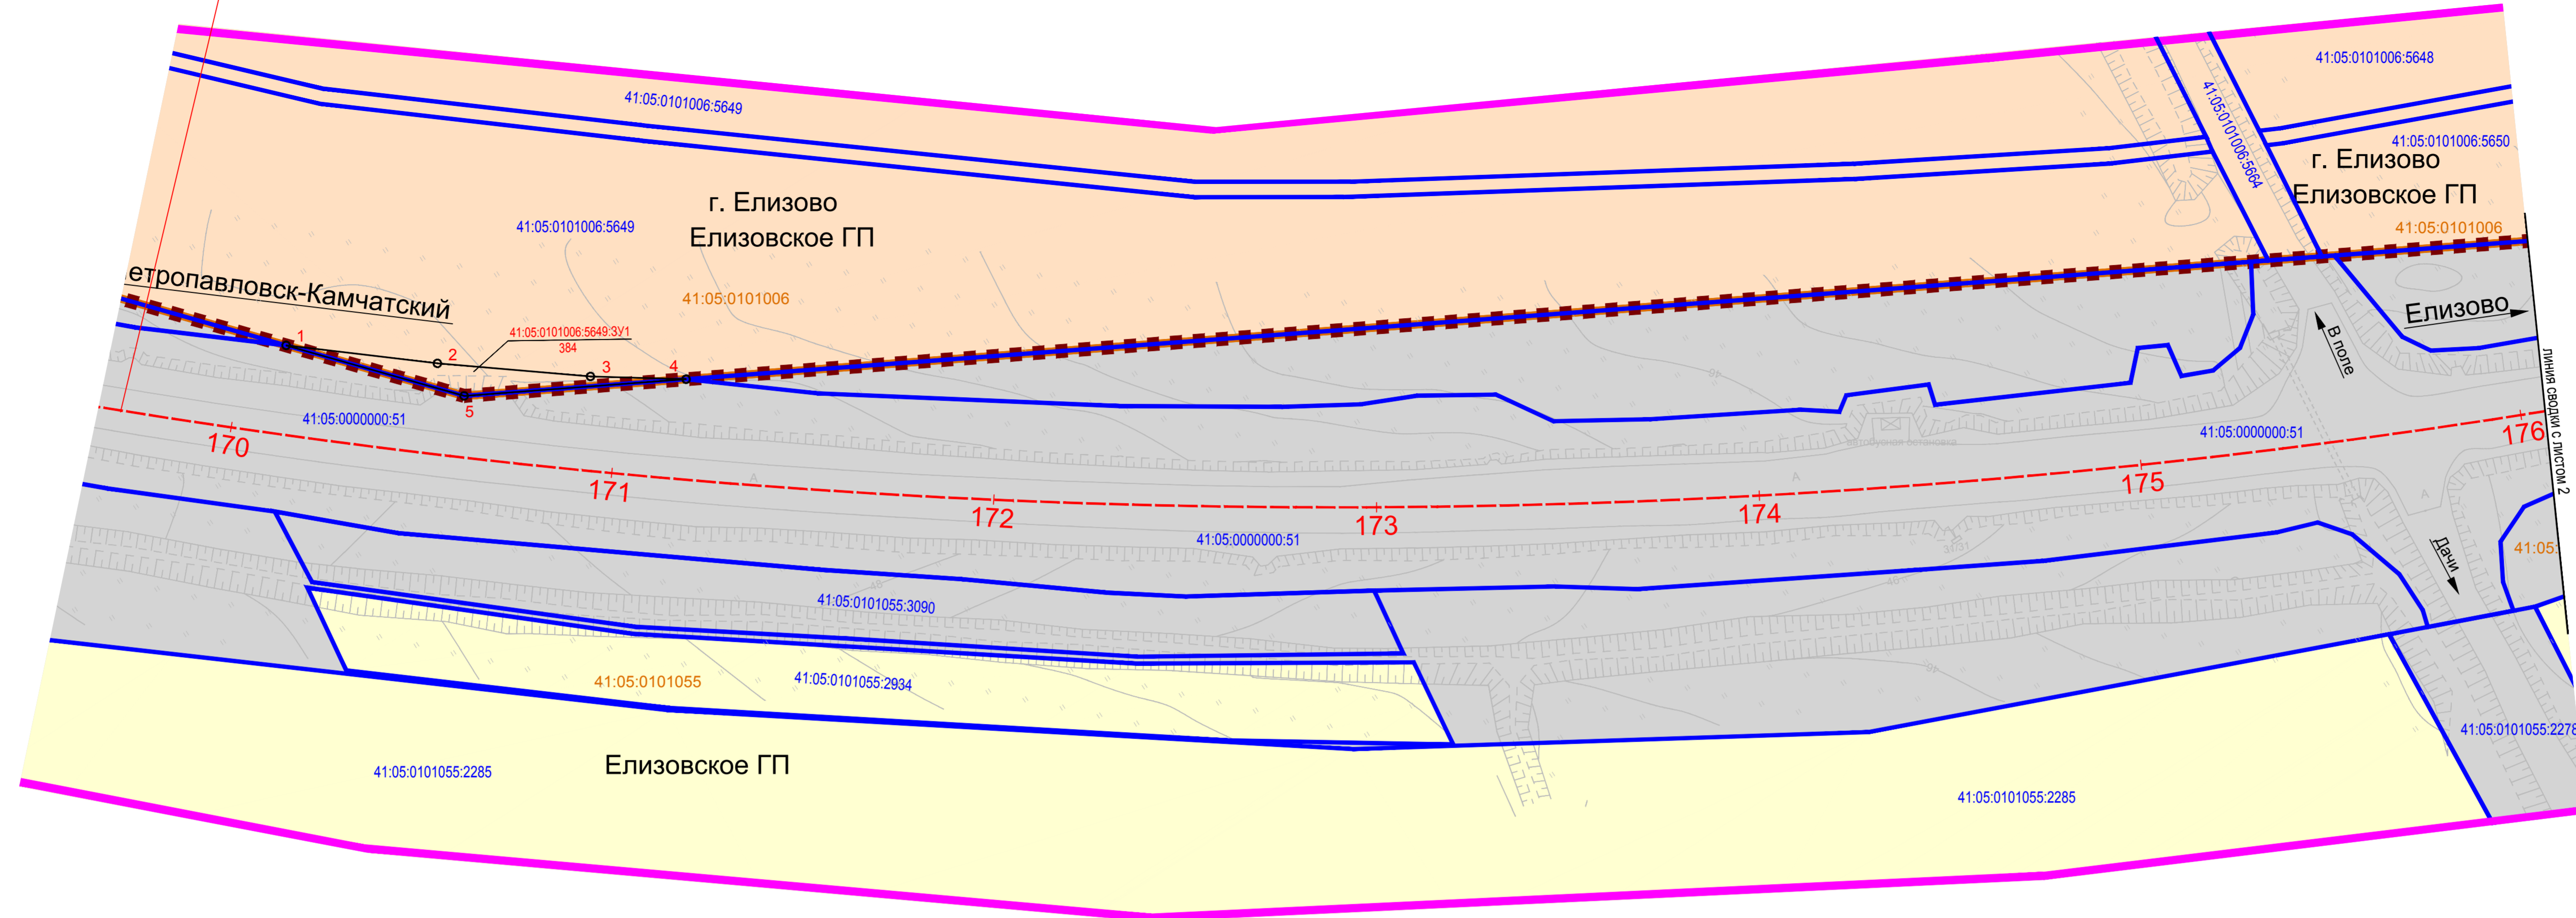 41:05:0101006:5648
41:05:0101006:5649
41:05:0101006:5664
41:05:0101006:5650
г. Елизово
Елизовское ГП
г. Елизово
Елизовское ГП
41:05:0101006:5649
41:05:0101006
етропавловск-Камчатский
41:05:0101006
Елизово
1
2
3
4
5
41:05:0101006:5649:ЗУ1
384
В поле
линия сводки с листом 2
41:05:0000000:51
41:05:0000000:51
автобусная остановка
170
171
172
173
174
175
176
А
А
А
41:05:0000000:51
Дачи
41:05:
41:05:0101055:3090
41:05:0101055
41:05:0101055:2934
41:05:0101055:2278
Елизовское ГП
41:05:0101055:2285
41:05:0101055:2285